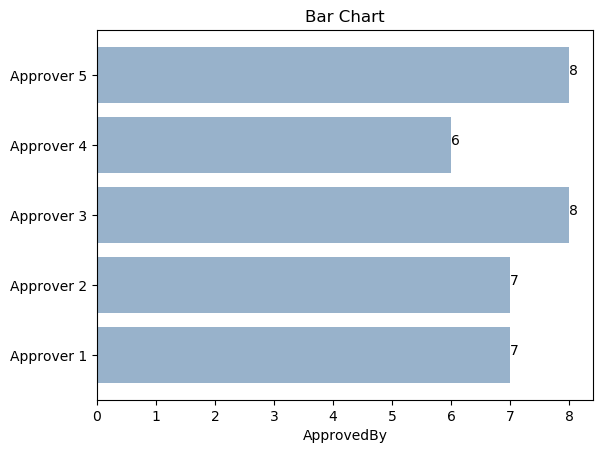 Bar Chart
Approver 5
8
Approver 4
6
Approver 3
8
Approver 2
7
Approver 1
7
0 1 2 3 4 5 6 7 8
ApprovedBy